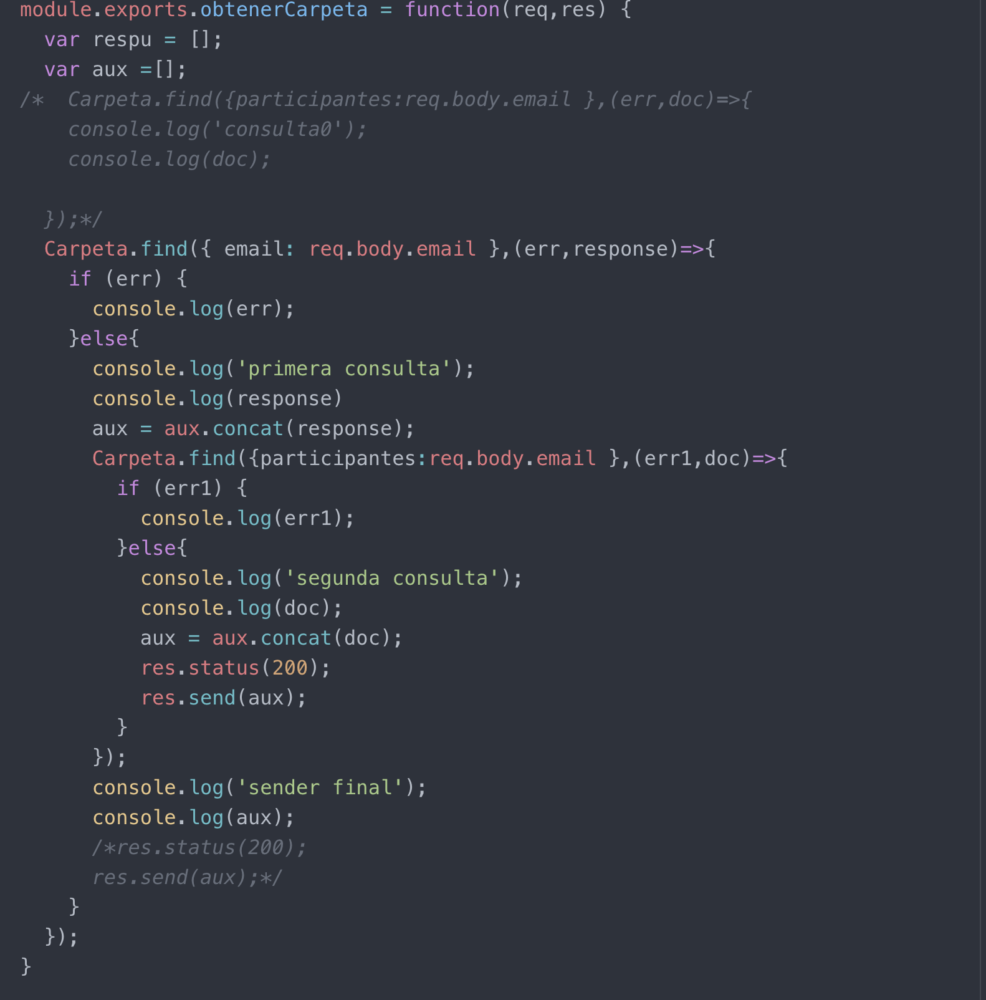 module.exports.obtenerCarpeta = function(req,res) {
  var respu = [];
  var aux =[];
/*  Carpeta.find({participantes:req.body.email },(err,doc)=>{
    console.log('consulta0');
    console.log(doc);

  });*/
  Carpeta.find({ email: req.body.email },(err,response)=>{
    if (err) {
      console.log(err);
    }else{
      console.log('primera consulta');
      console.log(response)
      aux = aux.concat(response);
      Carpeta.find({participantes:req.body.email },(err1,doc)=>{
        if (err1) {
          console.log(err1);
        }else{
          console.log('segunda consulta');
          console.log(doc);
          aux = aux.concat(doc);
          res.status(200);
          res.send(aux);
        }
      });
      console.log('sender final');
      console.log(aux);
      /*res.status(200);
      res.send(aux);*/
    }
  });
}